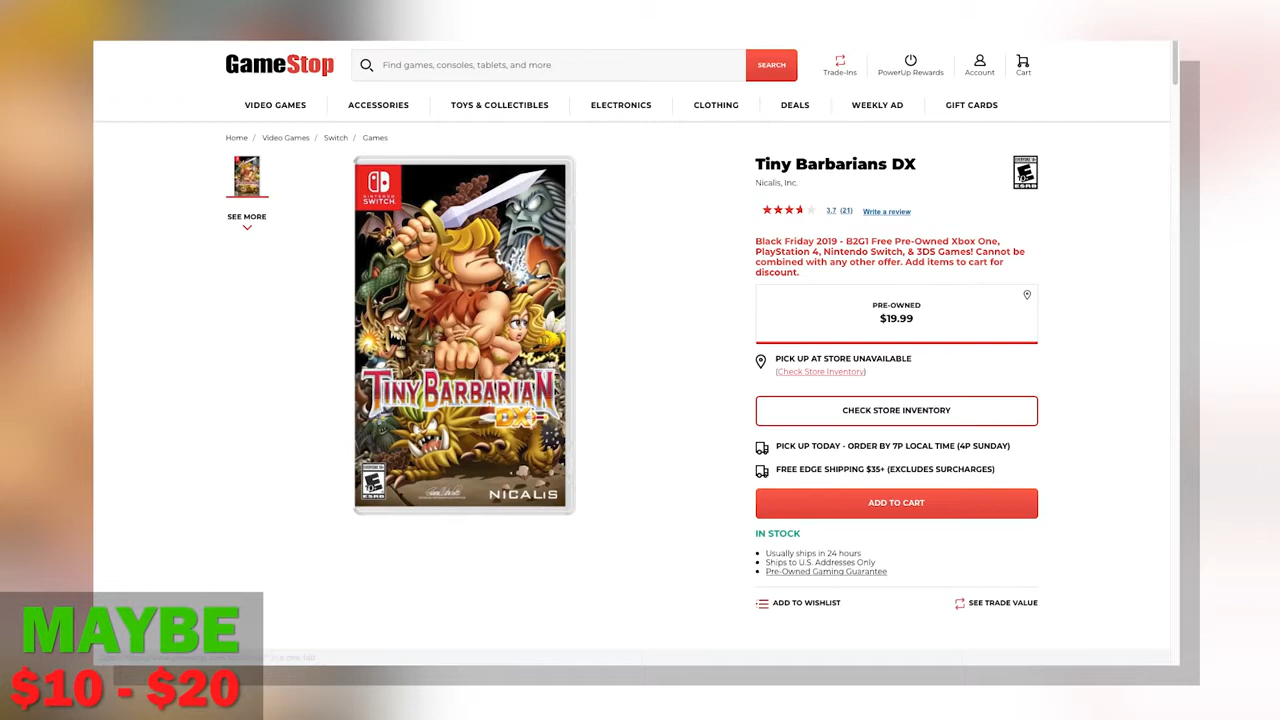 GameStop
Find games, consoles, tablets, and more
SEARCH
Trade-Ins
PowerUp Rewards
Account
Cart
VIDEO GAMES
ACCESSORIES
TOYS & COLLECTIBLES
ELECTRONICS
CLOTHING
DEALS
WEEKLY AD
GIFT CARDS
Home / Video Games / Switch / Games
SEE MORE
NINTENDO
SWITCH
TINY BARBARIAN
DX
EVERYONE 10+
E
ESRB
NICALIS
Tiny Barbarians DX
Nicalis, Inc.
EVERYONE 10+
E
ESRB
3.7 (21) Write a review
Black Friday 2019 - B2G1 Free Pre-Owned Xbox One,
PlayStation 4, Nintendo Switch, & 3DS Games! Cannot be
combined with any other offer. Add items to cart for
discount.
PRE-OWNED
$19.99
PICK UP AT STORE UNAVAILABLE
(Check Store Inventory)
CHECK STORE INVENTORY
PICK UP TODAY - ORDER BY 7P LOCAL TIME (4P SUNDAY)
FREE EDGE SHIPPING $35+ (EXCLUDES SURCHARGES)
ADD TO CART
IN STOCK
Usually ships in 24 hours
Ships to U.S. Addresses Only
Pre-Owned Gaming Guarantee
ADD TO WISHLIST
SEE TRADE VALUE
MAYBE
$10 - $20